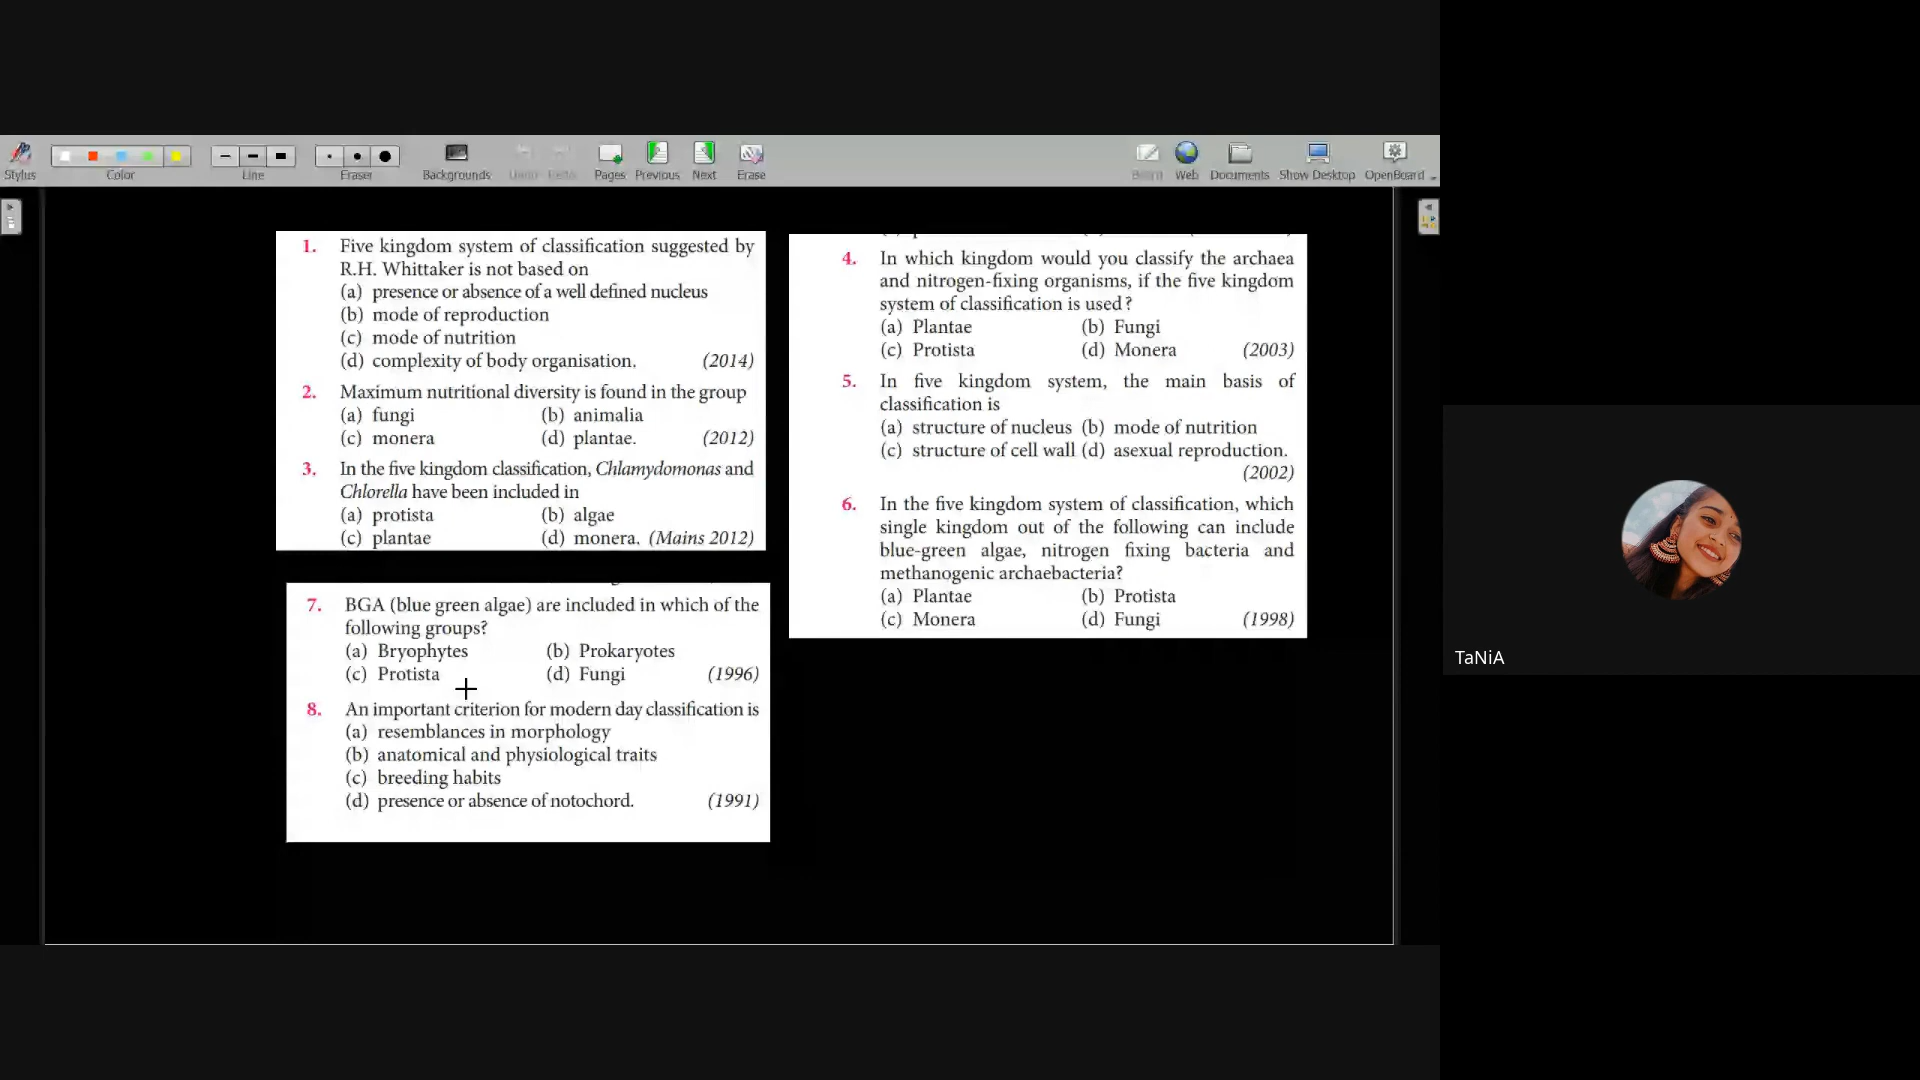 Stylus
Color
Line
Eraser
Backgrounds
Undo
Redo
Pages
Previous
Next
Erase
Board
Web
Documents
Show Desktop
OpenBoard
1. Five kingdom system of classification suggested by
R.H. Whittaker is not based on
(a) presence or absence of a well defined nucleus
(b) mode of reproduction
(c) mode of nutrition
(d) complexity of body organisation. (2014)
2. Maximum nutritional diversity is found in the group
(a) fungi (b) animalia
(c) monera (d) plantae. (2012)
3. In the five kingdom classification, Chlamydomonas and
Chlorella have been included in
(a) protista (b) algae
(c) plantae (d) monera. (Mains 2012)
4. In which kingdom would you classify the archaea
and nitrogen-fixing organisms, if the five kingdom
system of classification is used?
(a) Plantae (b) Fungi
(c) Protista (d) Monera (2003)
5. In five kingdom system, the main basis of
classification is
(a) structure of nucleus (b) mode of nutrition
(c) structure of cell wall (d) asexual reproduction.
(2002)
6. In the five kingdom system of classification, which
single kingdom out of the following can include
blue-green algae, nitrogen fixing bacteria and
methanogenic archaebacteria?
(a) Plantae (b) Protista
(c) Monera (d) Fungi (1998)
7. BGA (blue green algae) are included in which of the
following groups?
(a) Bryophytes (b) Prokaryotes
(c) Protista (d) Fungi (1996)
8. An important criterion for modern day classification is
(a) resemblances in morphology
(b) anatomical and physiological traits
(c) breeding habits
(d) presence or absence of notochord. (1991)
TaNiA